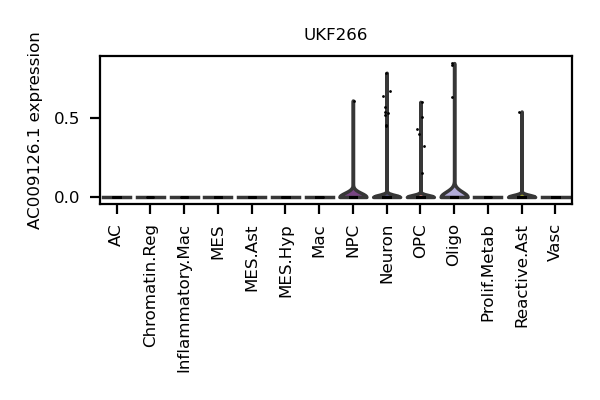 UKF266
AC009126.1 expression
0.5
0.0
AC
Chromatin.Reg
Inflammatory.Mac
MES
MES.Ast
MES.Hyp
Mac
NPC
Neuron
OPC
Oligo
Prolif.Metab
Reactive.Ast
Vasc